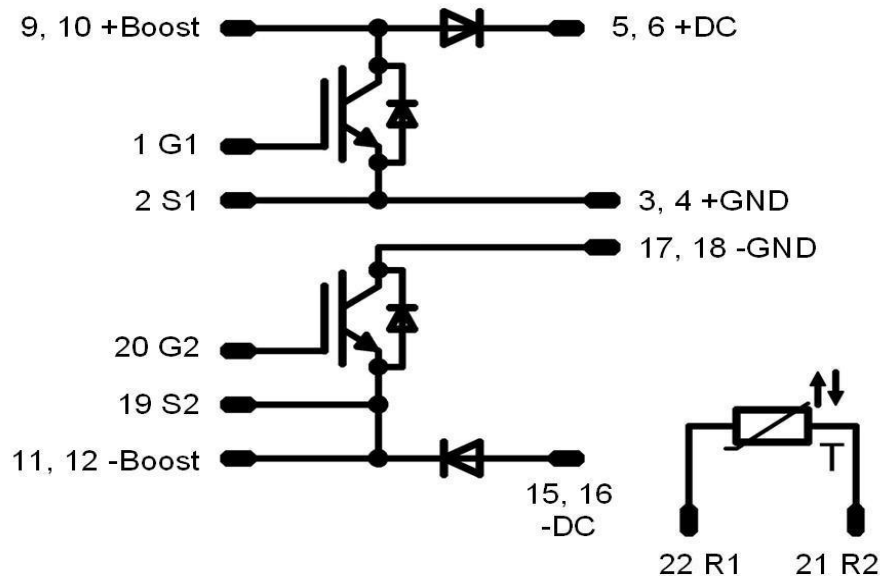 9, 10 +Boost
5, 6 +DC
1 G1
2 S1
3, 4 +GND
17, 18 -GND
20 G2
19 S2
11, 12 -Boost
15, 16
-DC
T
22 R1
21 R2